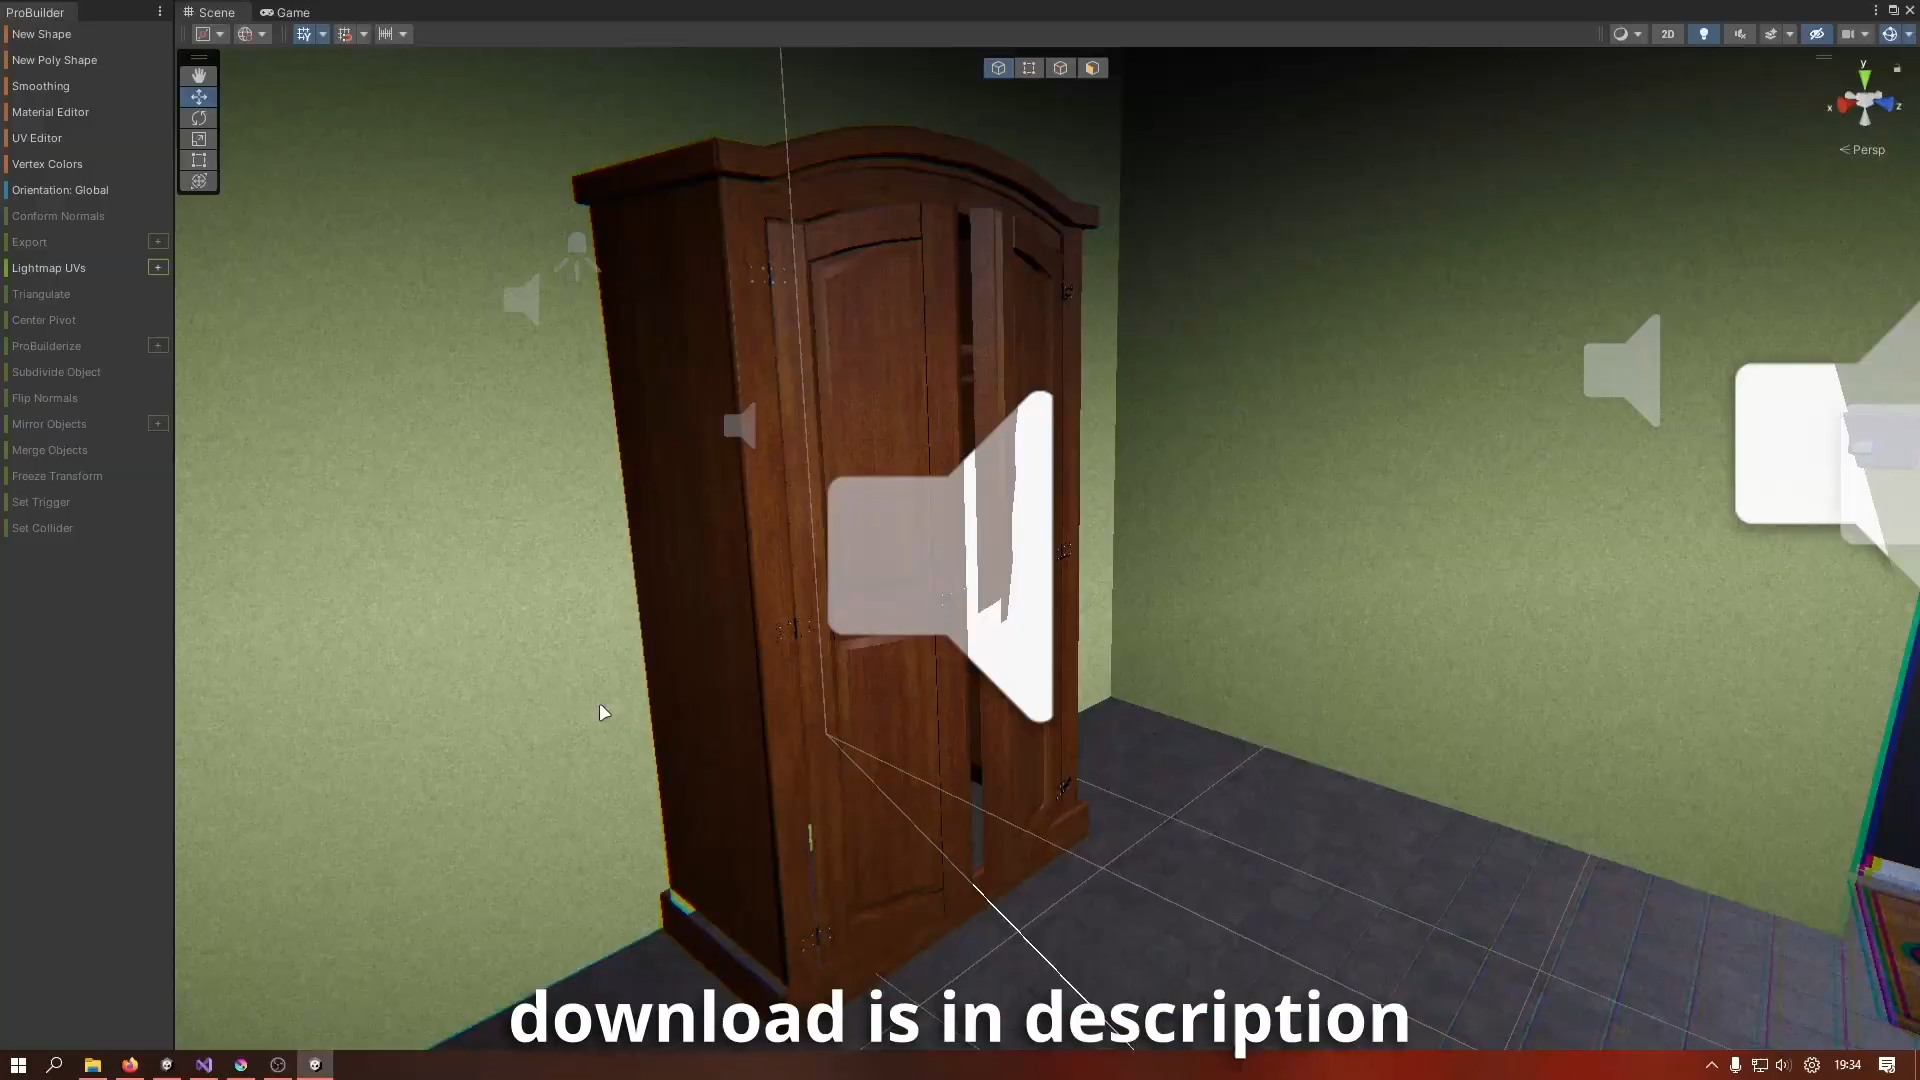 ProBuilder
Scene
Game
New Shape
New Poly Shape
Smoothing
Material Editor
UV Editor
Vertex Colors
Orientation: Global
Conform Normals
Export
+
Lightmap UVs
+
Triangulate
Center Pivot
ProBuilderize
+
Subdivide Object
Flip Normals
Mirror Objects
+
Merge Objects
Freeze Transform
Set Trigger
Set Collider
2D
y
x
z
Persp
download is in description
19:34